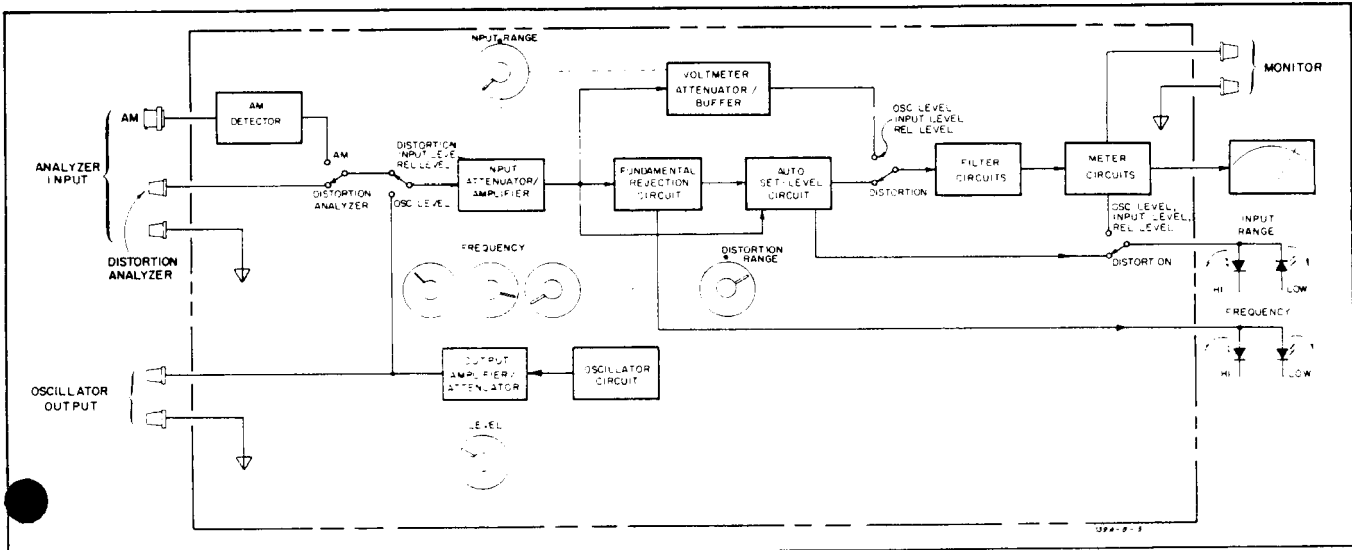 INPUT RANGE
VOLTMETER
ATTENUATOR/
BUFFER
MONITOR
AM
DETECTOR
AM
OSC LEVEL,
INPUT LEVEL,
REL LEVEL
ANALYZER
INPUT
AM
DISTORTION
ANALYZER
DISTORTION,
INPUT LEVEL,
REL LEVEL
OSC LEVEL
INPUT
ATTENUATOR/
AMPLIFIER
FUNDAMENTAL
REJECTION
CIRCUIT
AUTO
SET-LEVEL
CIRCUIT
DISTORTION
FILTER
CIRCUITS
METER
CIRCUITS
OSC LEVEL,
INPUT LEVEL,
REL LEVEL
DISTORTION
INPUT
RANGE
HI
LOW
DISTORTION
ANALYZER
FREQUENCY
DISTORTION
RANGE
FREQUENCY
HI
LOW
OSCILLATOR
OUTPUT
OUTPUT
AMPLIFIER/
ATTENUATOR
OSCILLATOR
CIRCUIT
LEVEL